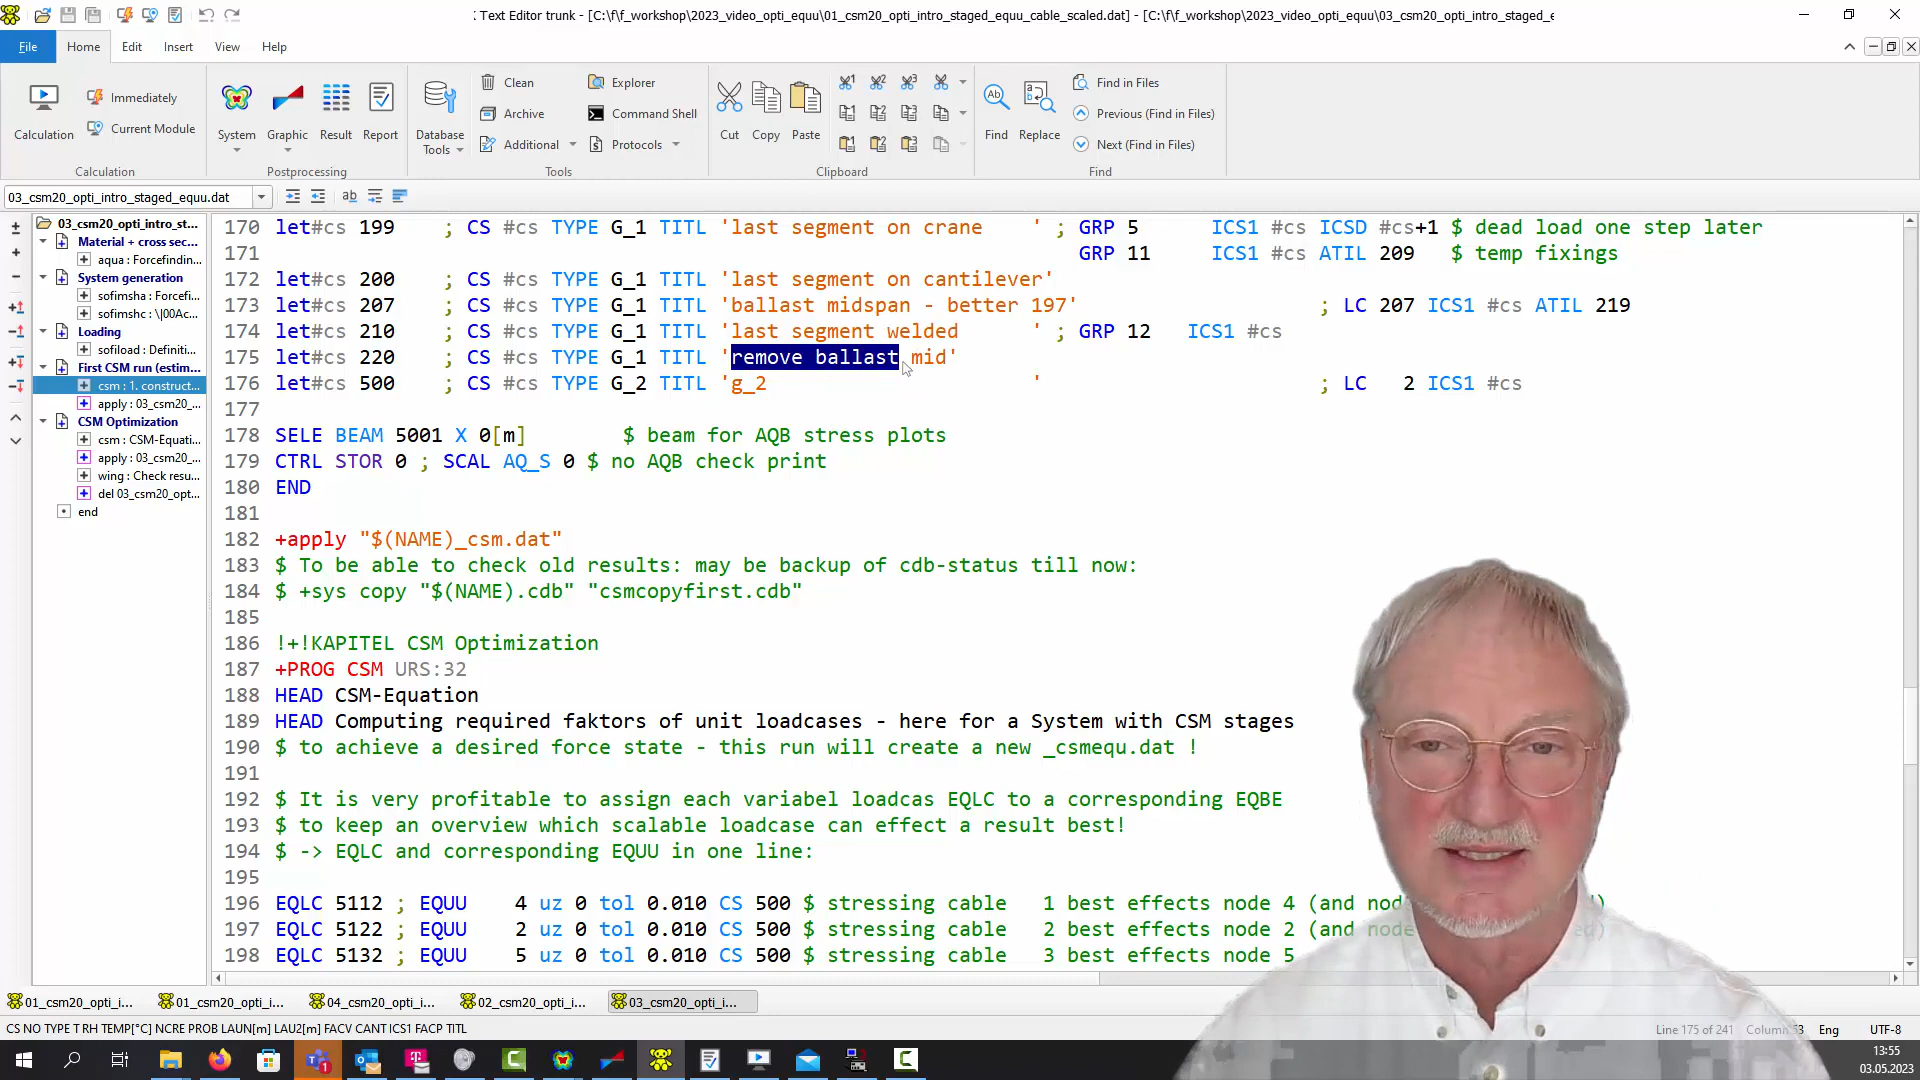 K Text Editor trunk - [C:\f\f_workshop\2023_video_opti_equu\01_csm20_opti_intro_staged_equu_cable_scaled.dat] - [C:\f\f_workshop\2023_video_opti_equu\03_csm20_opti_intro_staged_e
File Home Edit Insert View Help
Calculation Immediately Current Module
System Graphic Result Report
Database Tools Clean Archive Additional Explorer Command Shell Protocols
Cut Copy Paste
Find Replace Find in Files Previous (Find in Files) Next (Find in Files)
Calculation Postprocessing Tools Clipboard Find
03_csm20_opti_intro_staged_equu.dat
03_csm20_opti_intro_st...
Material + cross sec...
aqua : Forcefindin...
System generation
sofimsha : Forcefi...
sofimshc : \|00Ac...
Loading
sofiload : Definiti...
First CSM run (estim...
csm : 1. construct...
apply : 03_csm20_...
CSM Optimization
csm : CSM-Equati...
apply : 03_csm20_...
wing : Check resu...
del 03_csm20_opt...
end
170 let#cs 199 ; CS #cs TYPE G_1 TITL 'last segment on crane ' ; GRP 5 ICS1 #cs ICSD #cs+1 $ dead load one step later
171 GRP 11 ICS1 #cs ATIL 209 $ temp fixings
172 let#cs 200 ; CS #cs TYPE G_1 TITL 'last segment on cantilever'
173 let#cs 207 ; CS #cs TYPE G_1 TITL 'ballast midspan - better 197' ; LC 207 ICS1 #cs ATIL 219
174 let#cs 210 ; CS #cs TYPE G_1 TITL 'last segment welded ' ; GRP 12 ICS1 #cs
175 let#cs 220 ; CS #cs TYPE G_1 TITL 'remove ballast mid'
176 let#cs 500 ; CS #cs TYPE G_2 TITL 'g_2 ' ; LC 2 ICS1 #cs
177
178 SELE BEAM 5001 X 0[m] $ beam for AQB stress plots
179 CTRL STOR 0 ; SCAL AQ_S 0 $ no AQB check print
180 END
181
182 +apply "$(NAME)_csm.dat"
183 $ To be able to check old results: may be backup of cdb-status till now:
184 $ +sys copy "$(NAME).cdb" "csmcopyfirst.cdb"
185
186 !+!KAPITEL CSM Optimization
187 +PROG CSM URS:32
188 HEAD CSM-Equation
189 HEAD Computing required faktors of unit loadcases - here for a System with CSM stages
190 $ to achieve a desired force state - this run will create a new _csmequ.dat !
191
192 $ It is very profitable to assign each variabel loadcas EQLC to a corresponding EQBE
193 $ to keep an overview which scalable loadcase can effect a result best!
194 $ -> EQLC and corresponding EQUU in one line:
195
196 EQLC 5112 ; EQUU 4 uz 0 tol 0.010 CS 500 $ stressing cable 1 best effects node 4 (and nod
197 EQLC 5122 ; EQUU 2 uz 0 tol 0.010 CS 500 $ stressing cable 2 best effects node 2 (and node
198 EQLC 5132 ; EQUU 5 uz 0 tol 0.010 CS 500 $ stressing cable 3 best effects node 5
01_csm20_opti_i... 01_csm20_opti_i... 04_csm20_opti_i... 02_csm20_opti_i... 03_csm20_opti_i...
CS NO TYPE T RH TEMP[°C] NCRE PROB LAUN[m] LAU2[m] FACV CANT ICS1 FACP TITL
Line 175 of 241 Eng UTF-8
13:55
03.05.2023